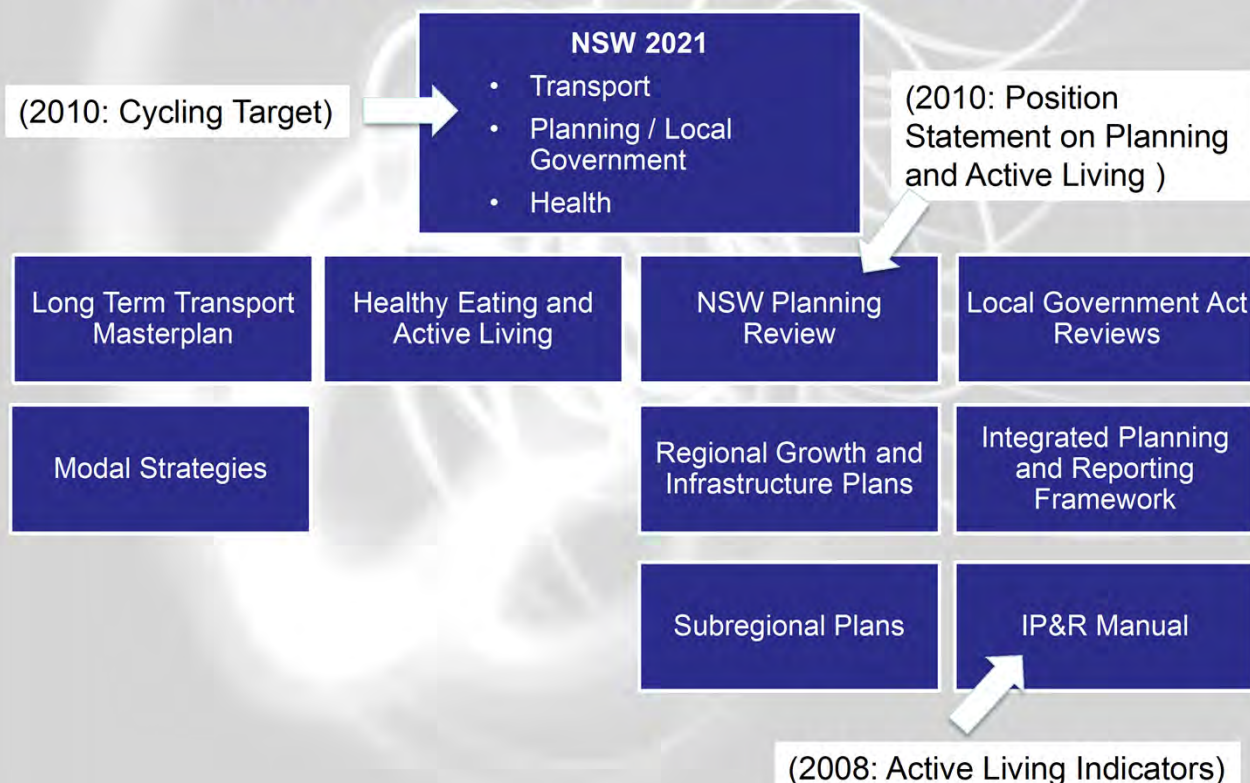 NSW 2021
• Transport
• Planning / Local
Government
• Health
(2010: Cycling Target)
(2010: Position
Statement on Planning
and Active Living )
Long Term Transport
Masterplan
Healthy Eating and
Active Living
NSW Planning
Review
Local Government Act
Reviews
Modal Strategies
Regional Growth and
Infrastructure Plans
Integrated Planning
and Reporting
Framework
Subregional Plans
IP&R Manual
(2008: Active Living Indicators)